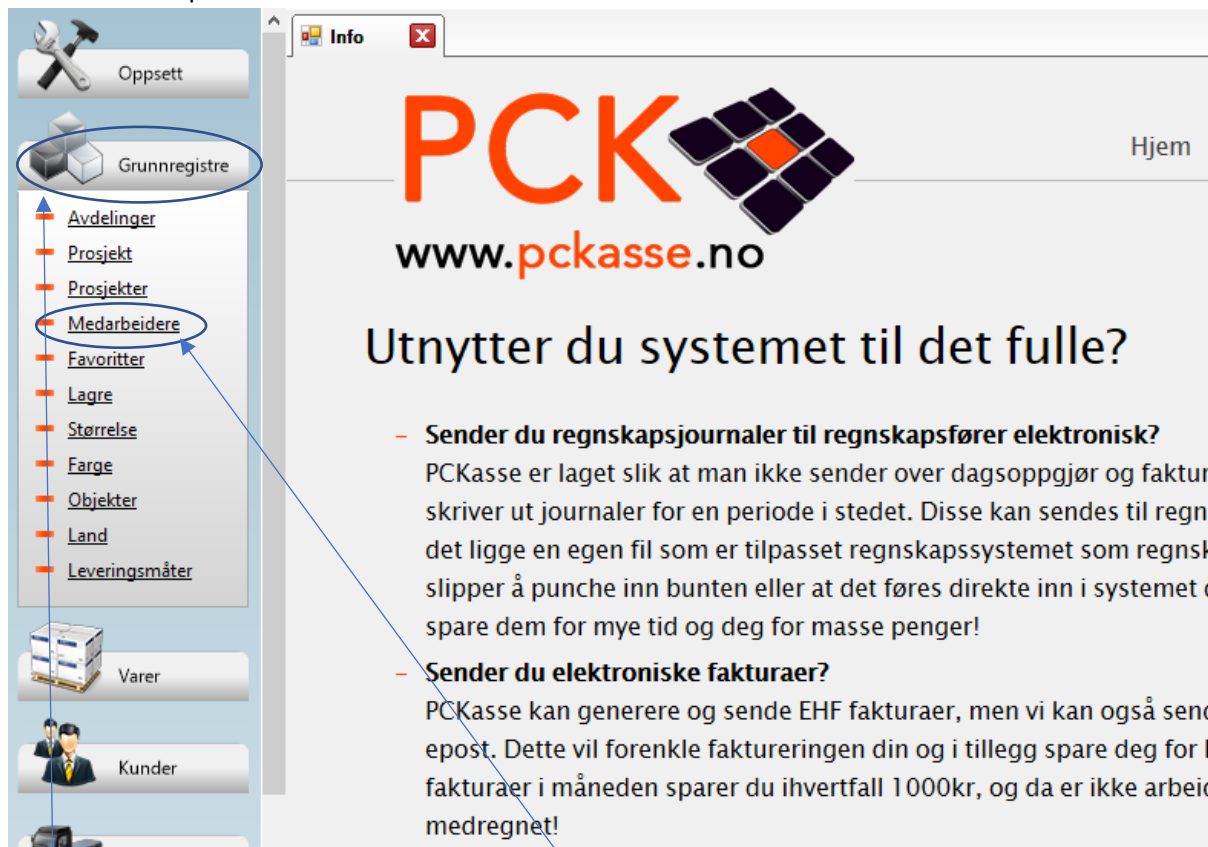 Oppsett
Grunnregistre
Avdelinger
Prosjekt
Prosjekter
Medarbeidere
Favoritter
Lagre
Størrelse
Farge
Objekter
Land
Leveringsmåter
Varer
Kunder
Info
PCK
www.pckasse.no
Hjem
Utnytter du systemet til det fulle?
– Sender du regnskapsjournaler til regnskapsfører elektronisk?
PCKasse er laget slik at man ikke sender over dagsoppgjør og faktur
skriver ut journaler for en periode i stedet. Disse kan sendes til regn
det ligge en egen fil som er tilpasset regnskapssystemet som regnsk
slipper å punche inn bunten eller at det føres direkte inn i systemet
spare dem for mye tid og deg for masse penger!
– Sender du elektroniske fakturaer?
PCKasse kan generere og sende EHF fakturaer, men vi kan også send
epost. Dette vil forenkle faktureringen din og i tillegg spare deg for
fakturaer i måneden sparer du ihvertfall 1000kr, og da er ikke arbeid
medregnet!